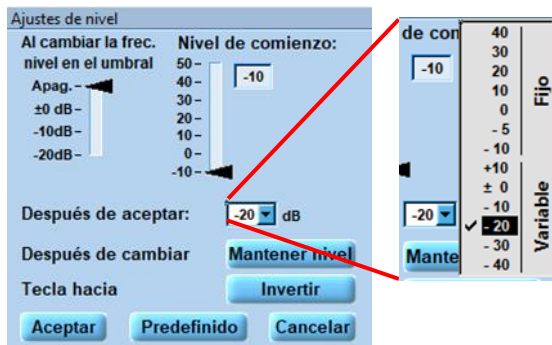 Ajustes de nivel
Al cambiar la frec.
nivel en el umbral
Apag.
±0 dB
-10dB
-20dB
Nivel de comienzo:
50
40
30
20
10
0
-10
-10
Después de aceptar:
-20
dB
Después de cambiar
Mantener nivel
Tecla hacia
Invertir
Aceptar
Predefinido
Cancelar
de con
-10
-20
Mante
40
30
20
10
0
- 5
- 10
Fijo
+10
± 0
- 10
✓ - 20
- 30
- 40
Variable